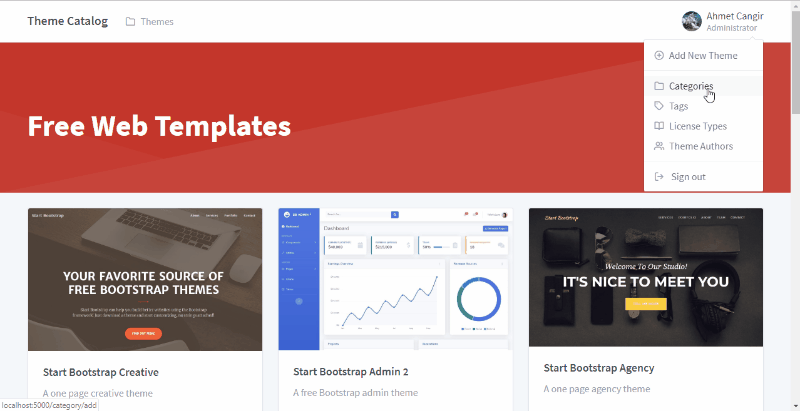 Theme Catalog
Themes
Ahmet Cangir
Administrator
Add New Theme
Categories
Tags
License Types
Theme Authors
Sign out
Free Web Templates
Start Bootstrap
YOUR FAVORITE SOURCE OF
FREE BOOTSTRAP THEMES
Dashboard
Start Bootstrap
Welcome To Our Studio!
IT'S NICE TO MEET YOU
Start Bootstrap Creative
A one page creative theme
Start Bootstrap Admin 2
A free Bootstrap admin theme
Start Bootstrap Agency
A one page agency theme
localhost:5000/category/add